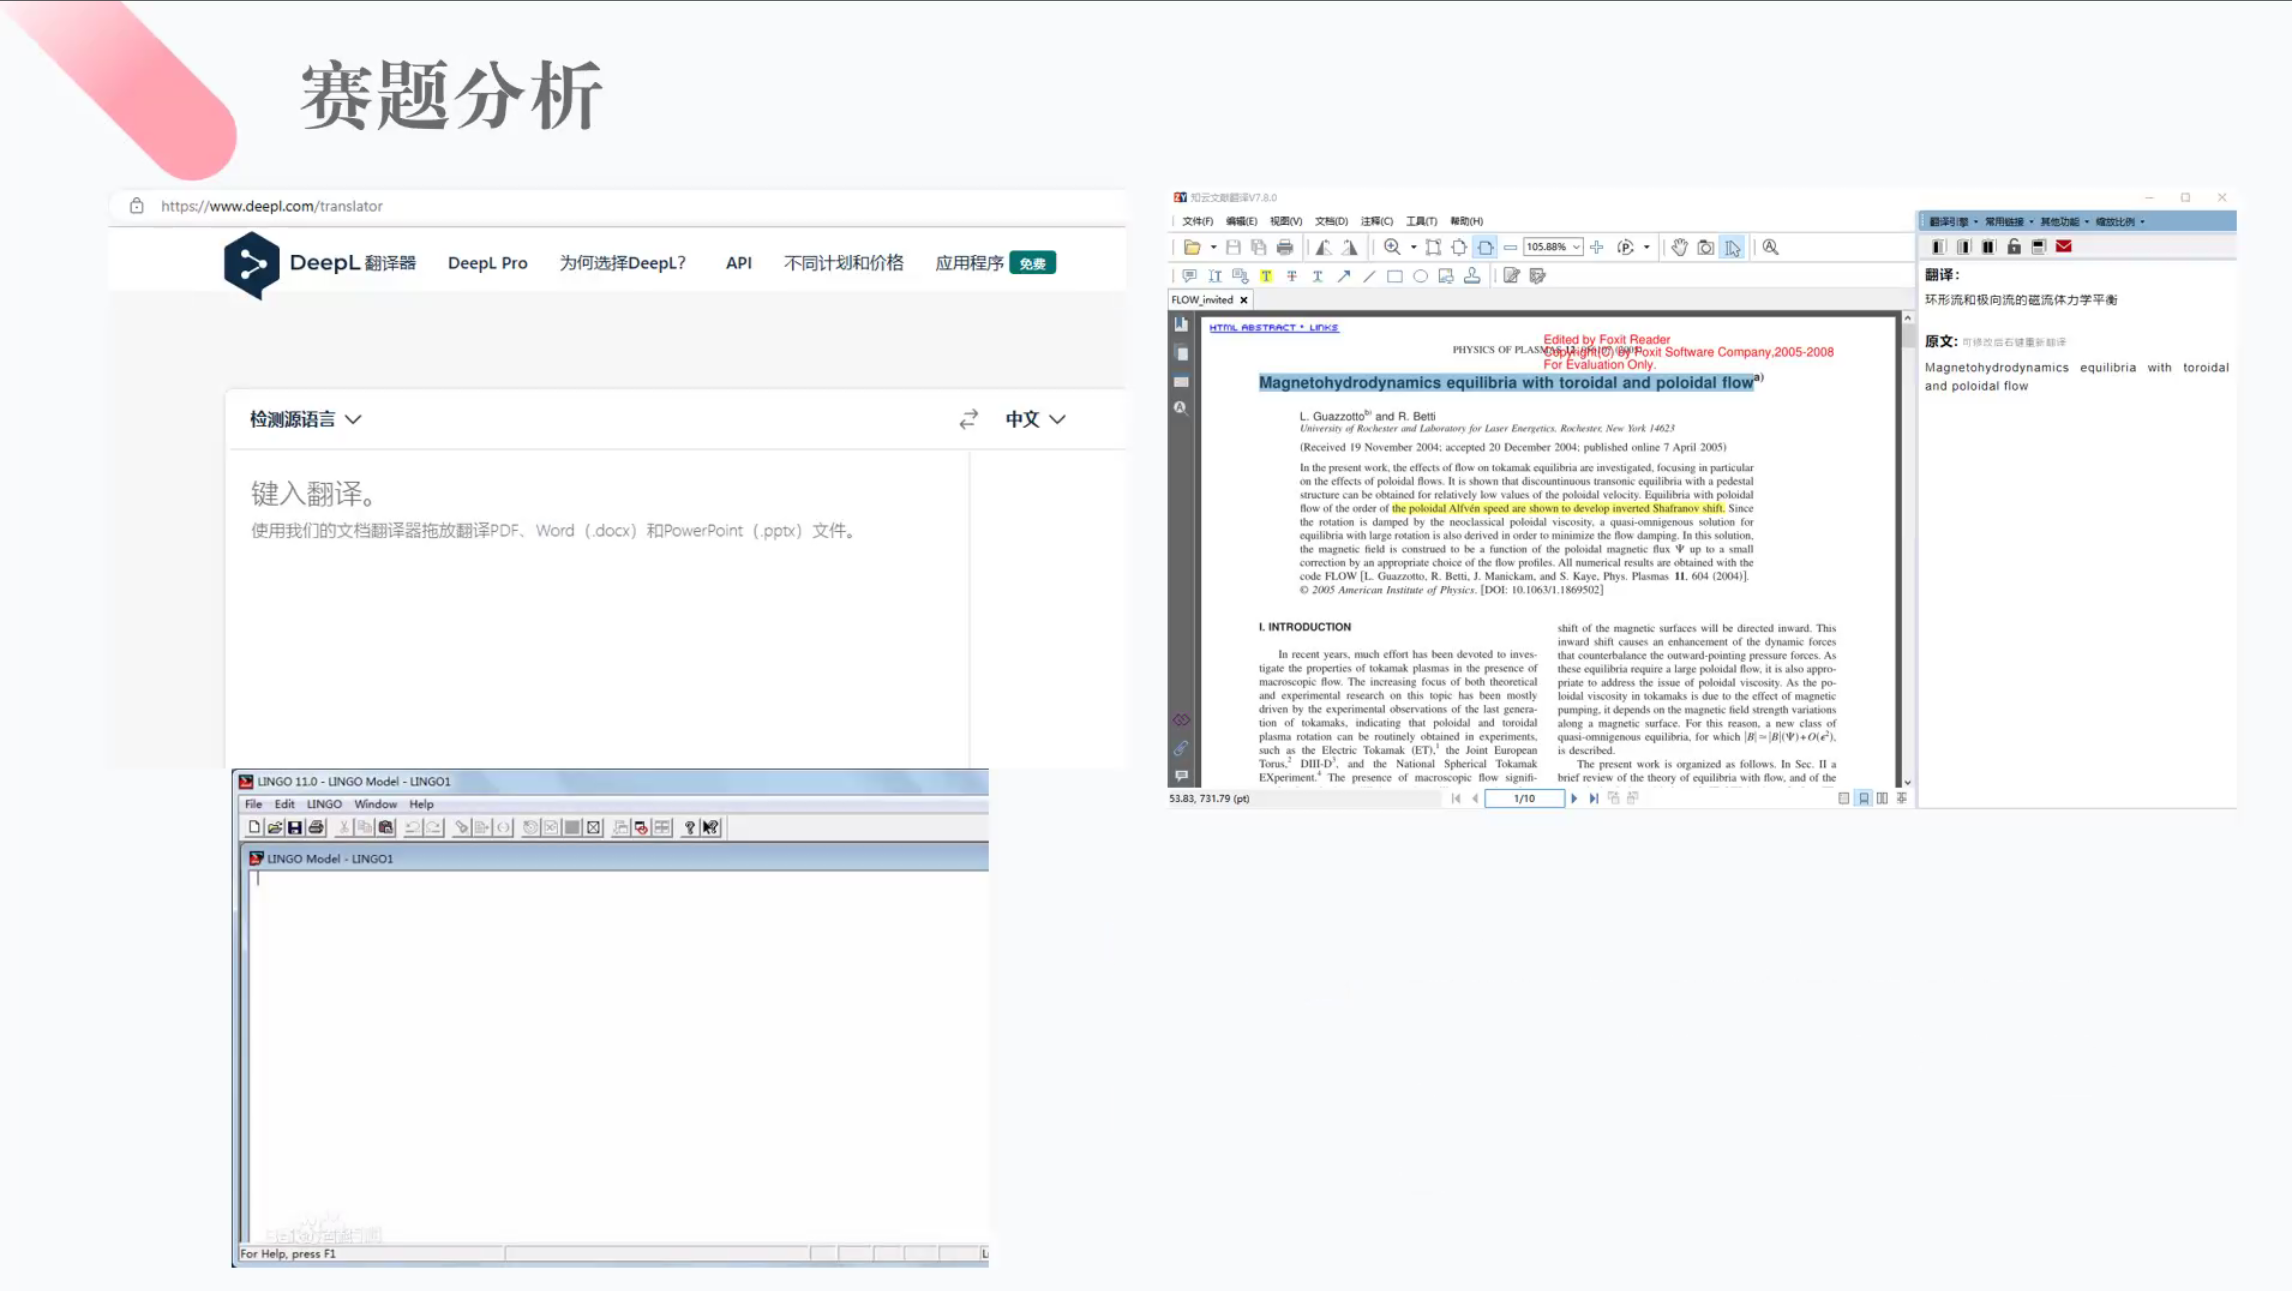 赛题分析
https://www.deepl.com/translator
DeepL 翻译器 DeepL Pro 为何选择DeepL? API 不同计划和价格 应用程序 免费
检测源语言 中文
键入翻译。
使用我们的文档翻译器拖放翻译PDF、Word（.docx）和PowerPoint（.pptx）文件。
LINGO 11.0 - LINGO Model - LINGO1
File Edit LINGO Window Help
LINGO Model - LINGO1
For Help, press F1
知云文献翻译V7.8.0
文件(F) 编辑(E) 视图(V) 文档(D) 注释(C) 工具(T) 帮助(H)
105.88%
FLOW_invited
HTML ABSTRACT * LINKS
Edited by Foxit Reader
PHYSICS OF PLASMAS 12,
Copyright(C) by Foxit Software Company,2005-2008
For Evaluation Only.
Magnetohydrodynamics equilibria with toroidal and poloidal flow a)
L. Guazzotto b) and R. Betti
University of Rochester and Laboratory for Laser Energetics, Rochester, New York 14623
(Received 19 November 2004; accepted 20 December 2004; published online 7 April 2005)
In the present work, the effects of flow on tokamak equilibria are investigated, focusing in particular
on the effects of poloidal flows. It is shown that discontinuous transonic equilibria with a pedestal
structure can be obtained for relatively low values of the poloidal velocity. Equilibria with poloidal
flow of the order of the poloidal Alfvén speed are shown to develop inverted Shafranov shift. Since
the rotation is damped by the neoclassical poloidal viscosity, a quasi-omnigenous solution for
equilibria with large rotation is also derived in order to minimize the flow damping. In this solution,
the magnetic field is construed to be a function of the poloidal magnetic flux Ψ up to a small
correction by an appropriate choice of the flow profiles. All numerical results are obtained with the
code FLOW [L. Guazzotto, R. Betti, J. Manickam, and S. Kaye, Phys. Plasmas 11, 604 (2004)].
© 2005 American Institute of Physics. [DOI: 10.1063/1.1869502]
I. INTRODUCTION
In recent years, much effort has been devoted to inves-
tigate the properties of tokamak plasmas in the presence of
macroscopic flow. The increasing focus of both theoretical
and experimental research on this topic has been mostly
driven by the experimental observations of the last genera-
tion of tokamaks, indicating that poloidal and toroidal
plasma rotation can be routinely obtained in experiments,
such as the Electric Tokamak (ET),1 the Joint European
Torus,2 DIII-D3, and the National Spherical Tokamak
EXperiment.4 The presence of macroscopic flow signifi-
shift of the magnetic surfaces will be directed inward. This
inward shift causes an enhancement of the dynamic forces
that counterbalance the outward-pointing pressure forces. As
these equilibria require a large poloidal flow, it is also appro-
priate to address the issue of poloidal viscosity. As the po-
loidal viscosity in tokamaks is due to the effect of magnetic
pumping, it depends on the magnetic field strength variations
along a magnetic surface. For this reason, a new class of
quasi-omnigenous equilibria, for which |B|≃|B|(Ψ)+O(ϵ²),
is described.
The present work is organized as follows. In Sec. II a
brief review of the theory of equilibria with flow, and of the
53.83, 731.79 (pt)
1/10
翻译引擎 常用链接 其他功能 缩放比例
翻译:
环形流和极向流的磁流体力学平衡
原文: 可修改后右键重新翻译
Magnetohydrodynamics equilibria with toroidal
and poloidal flow